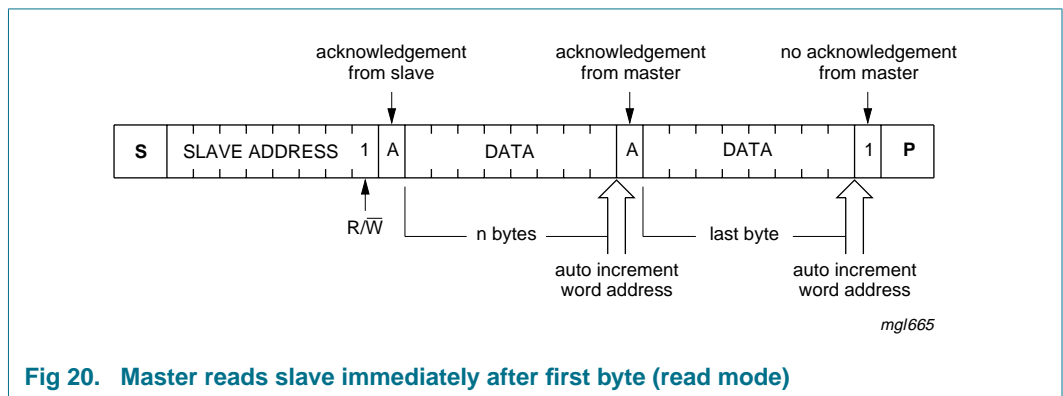 acknowledgement
from slave
acknowledgement
from master
no acknowledgement
from master
S SLAVE ADDRESS 1 A DATA A DATA 1 P
R/W̅
n bytes
last byte
auto increment
word address
auto increment
word address
mgl665
Fig 20. Master reads slave immediately after first byte (read mode)